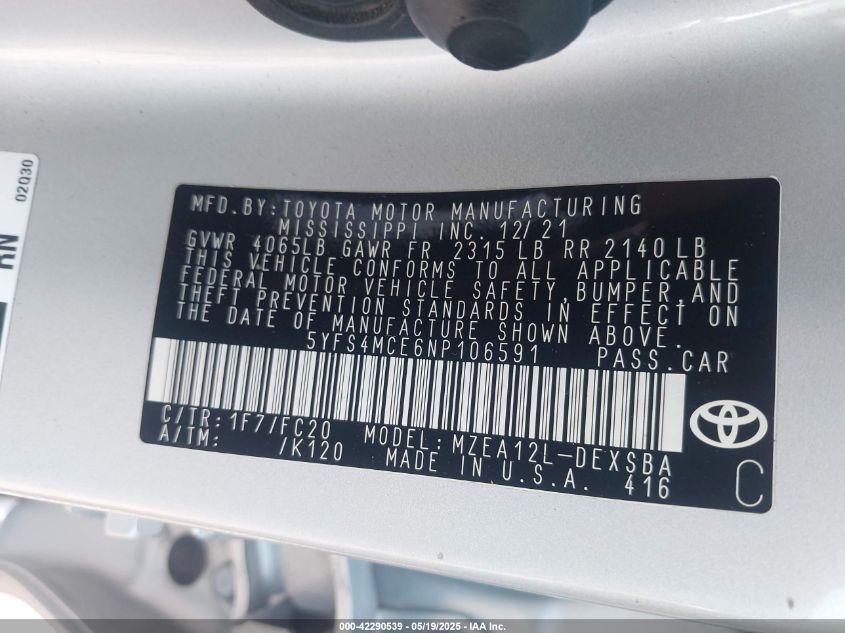 02Q30
RN
MFD.BY:TOYOTA MOTOR MANUFACTURING
MISSISSIPPI INC. 12/21
GVWR 4065LB GAWR FR 2315 LB RR 2140 LB
THIS VEHICLE CONFORMS TO ALL APPLICABLE
FEDERAL MOTOR VEHICLE SAFETY,BUMPER,AND
THEFT PREVENTION STANDARDS IN EFFECT ON
THE DATE OF MANUFACTURE SHOWN ABOVE.
5YFS4MCE6NP106591 PASS.CAR
C/TR:1F7/FC20 MODEL:MZEA12L-DEXSBA
A/TM: /K120 MADE IN U.S.A. 416
C
000-42290539 - 05/19/2025 - IAA Inc.